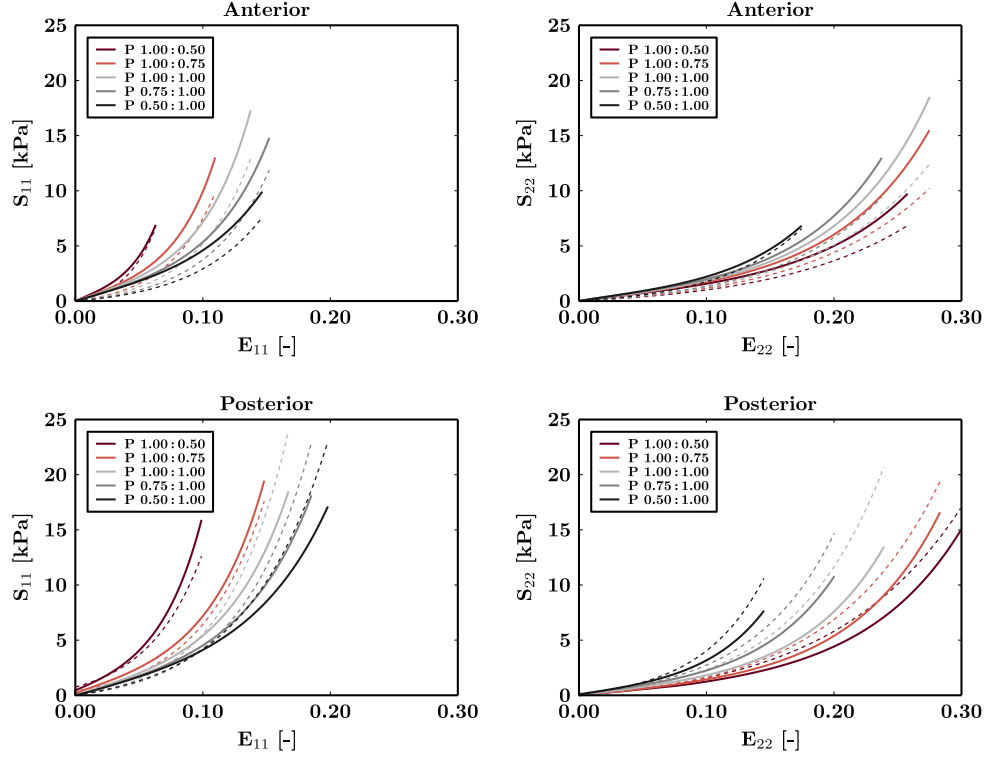 Anterior
25
20
15
10
5
0
S11 [kPa]
P 1.00 : 0.50
P 1.00 : 0.75
P 1.00 : 1.00
P 0.75 : 1.00
P 0.50 : 1.00
0.00 0.10 0.20 0.30
E11 [-]
Anterior
25
20
15
10
5
0
S22 [kPa]
P 1.00 : 0.50
P 1.00 : 0.75
P 1.00 : 1.00
P 0.75 : 1.00
P 0.50 : 1.00
0.00 0.10 0.20 0.30
E22 [-]
Posterior
25
20
15
10
5
0
S11 [kPa]
P 1.00 : 0.50
P 1.00 : 0.75
P 1.00 : 1.00
P 0.75 : 1.00
P 0.50 : 1.00
0.00 0.10 0.20 0.30
E11 [-]
Posterior
25
20
15
10
5
0
S22 [kPa]
P 1.00 : 0.50
P 1.00 : 0.75
P 1.00 : 1.00
P 0.75 : 1.00
P 0.50 : 1.00
0.00 0.10 0.20 0.30
E22 [-]